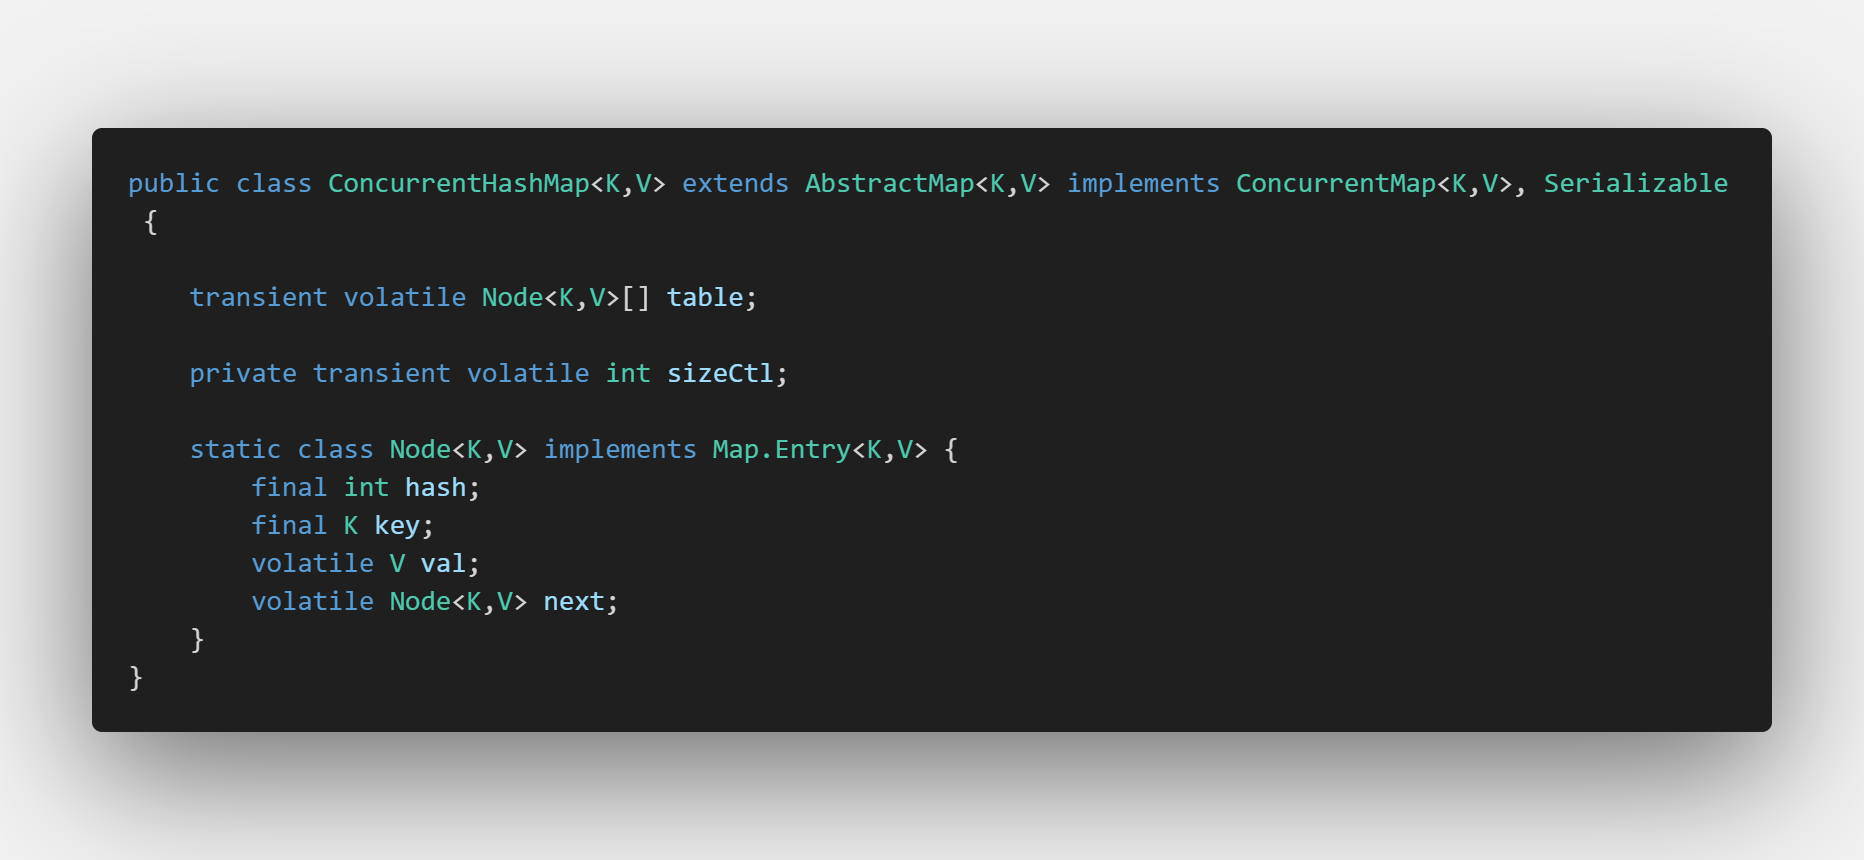 public class ConcurrentHashMap<K,V> extends AbstractMap<K,V> implements ConcurrentMap<K,V>, Serializable
 {
    transient volatile Node<K,V>[] table;
    private transient volatile int sizeCtl;
    static class Node<K,V> implements Map.Entry<K,V> {
        final int hash;
        final K key;
        volatile V val;
        volatile Node<K,V> next;
    }
}